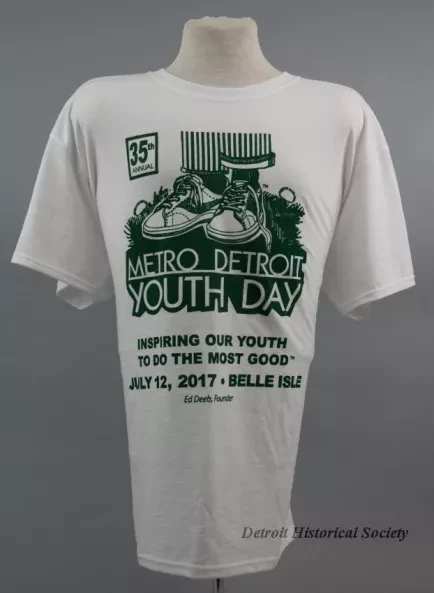 35th
ANNUAL
™
METRO DETROIT
YOUTH DAY
INSPIRING OUR YOUTH
TO DO THE MOST GOOD™
JULY 12, 2017 • BELLE ISLE
Ed Deeb, Founder
Detroit Historical Society